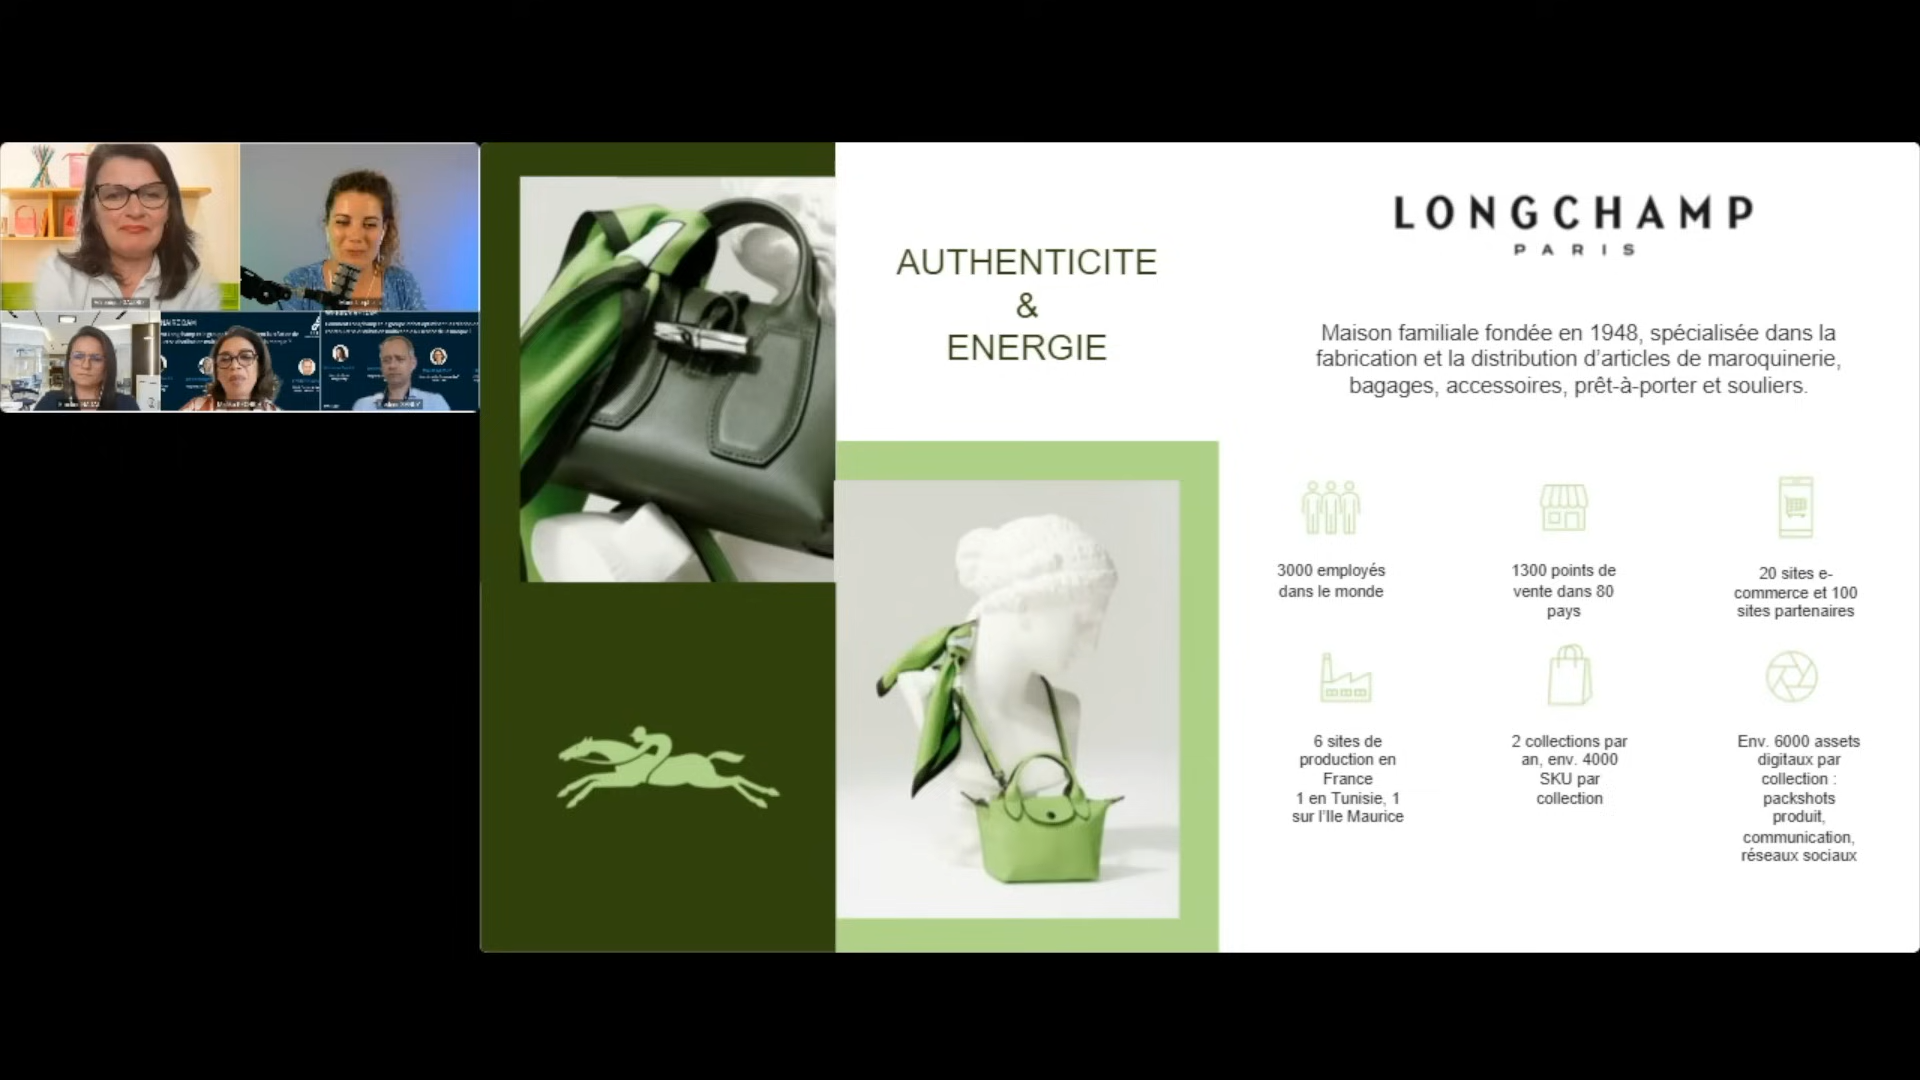 AUTHENTICITE
&
ENERGIE
LONGCHAMP
PARIS
Maison familiale fondée en 1948, spécialisée dans la
fabrication et la distribution d'articles de maroquinerie,
bagages, accessoires, prêt-à-porter et souliers.
3000 employés
dans le monde
1300 points de
vente dans 80
pays
20 sites e-
commerce et 100
sites partenaires
6 sites de
production en
France
1 en Tunisie, 1
sur l'Ile Maurice
2 collections par
an, env. 4000
SKU par
collection
Env. 6000 assets
digitaux par
collection :
packshots
produit,
communication,
réseaux sociaux